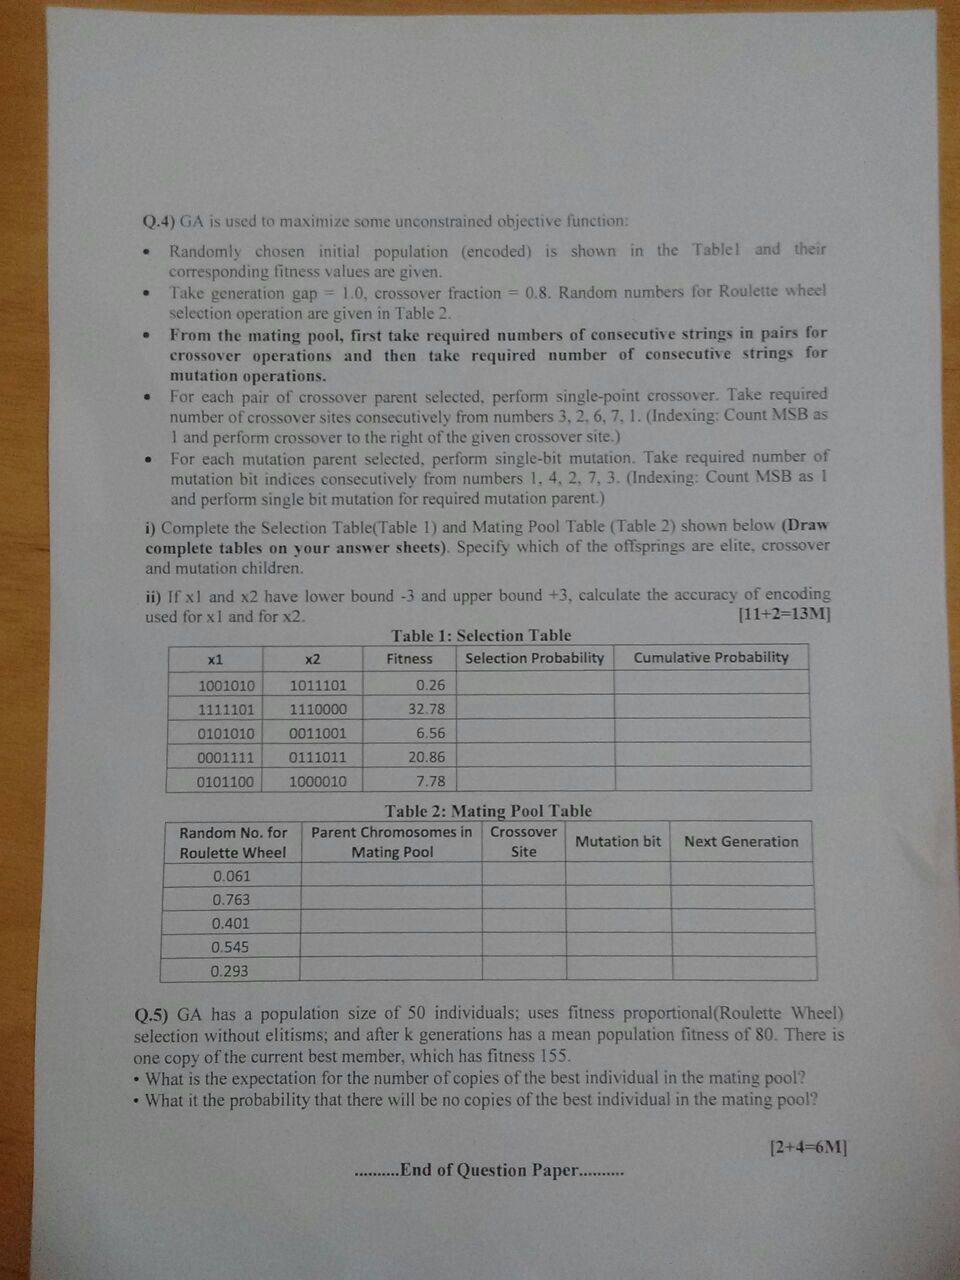 Q.4) GA is used to maximize some unconstrained objective function:
• Randomly chosen initial population (encoded) is shown in the Table1 and their
corresponding fitness values are given.
• Take generation gap = 1.0, crossover fraction = 0.8. Random numbers for Roulette wheel
selection operation are given in Table 2.
• From the mating pool, first take required numbers of consecutive strings in pairs for
crossover operations and then take required number of consecutive strings for
mutation operations.
• For each pair of crossover parent selected, perform single-point crossover. Take required
number of crossover sites consecutively from numbers 3, 2, 6, 7, 1. (Indexing: Count MSB as
1 and perform crossover to the right of the given crossover site.)
• For each mutation parent selected, perform single-bit mutation. Take required number of
mutation bit indices consecutively from numbers 1, 4, 2, 7, 3. (Indexing: Count MSB as 1
and perform single bit mutation for required mutation parent.)
i) Complete the Selection Table(Table 1) and Mating Pool Table (Table 2) shown below (Draw
complete tables on your answer sheets). Specify which of the offsprings are elite, crossover
and mutation children.
ii) If x1 and x2 have lower bound -3 and upper bound +3, calculate the accuracy of encoding
used for x1 and for x2. [11+2=13M]
Table 1: Selection Table
x1 x2 Fitness Selection Probability Cumulative Probability
1001010 1011101 0.26
1111101 1110000 32.78
0101010 0011001 6.56
0001111 0111011 20.86
0101100 1000010 7.78
Table 2: Mating Pool Table
Random No. for Parent Chromosomes in Crossover Mutation bit Next Generation
Roulette Wheel Mating Pool Site
0.061
0.763
0.401
0.545
0.293
Q.5) GA has a population size of 50 individuals; uses fitness proportional(Roulette Wheel)
selection without elitisms; and after k generations has a mean population fitness of 80. There is
one copy of the current best member, which has fitness 155.
• What is the expectation for the number of copies of the best individual in the mating pool?
• What it the probability that there will be no copies of the best individual in the mating pool?
[2+4=6M]
..........End of Question Paper..........